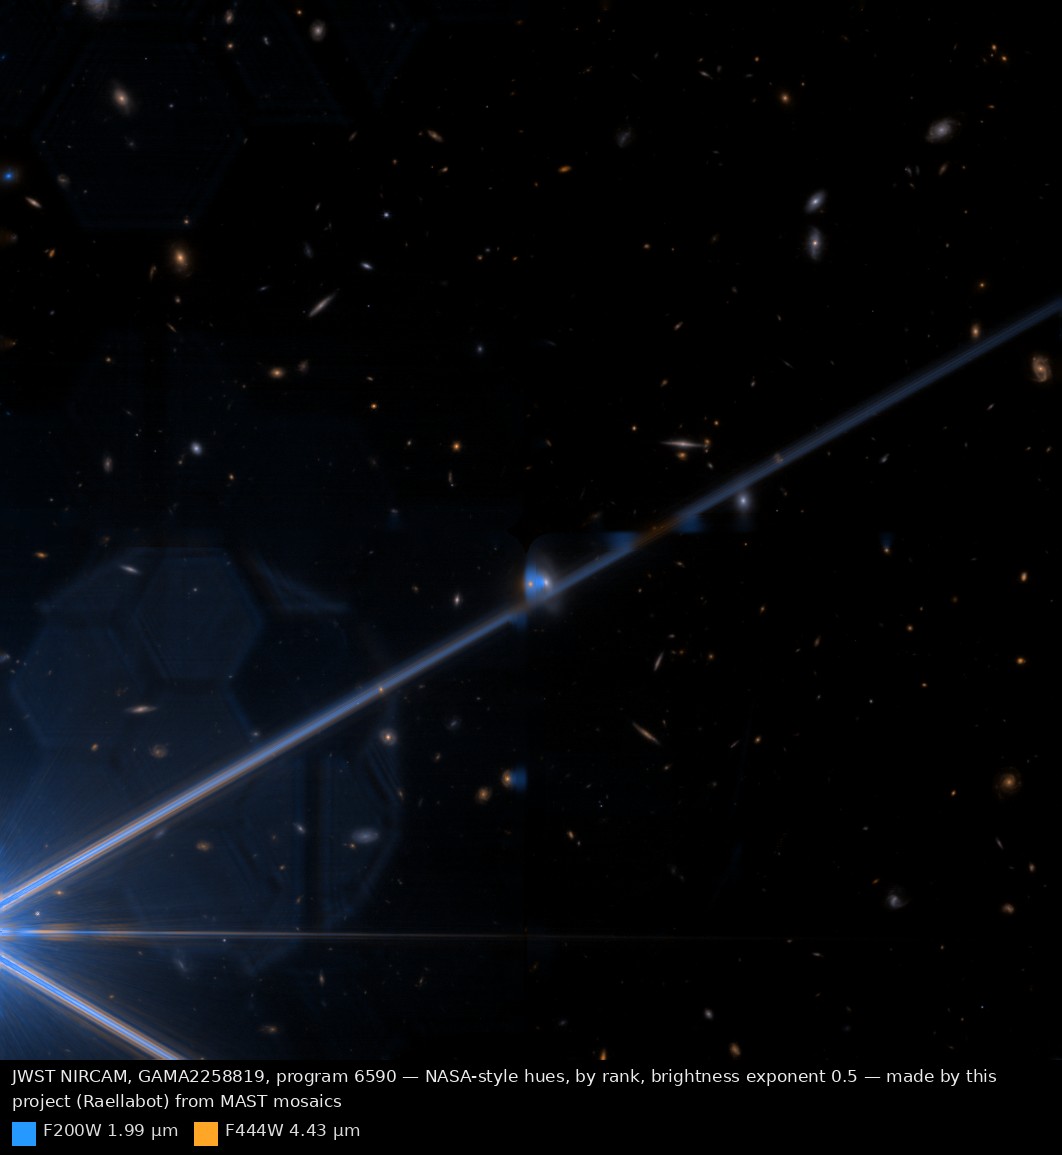 JWST NIRCAM, GAMA2258819, program 6590 — NASA-style hues, by rank, brightness exponent 0.5 — made by this
project (Raellabot) from MAST mosaics
F200W 1.99 µm F444W 4.43 µm